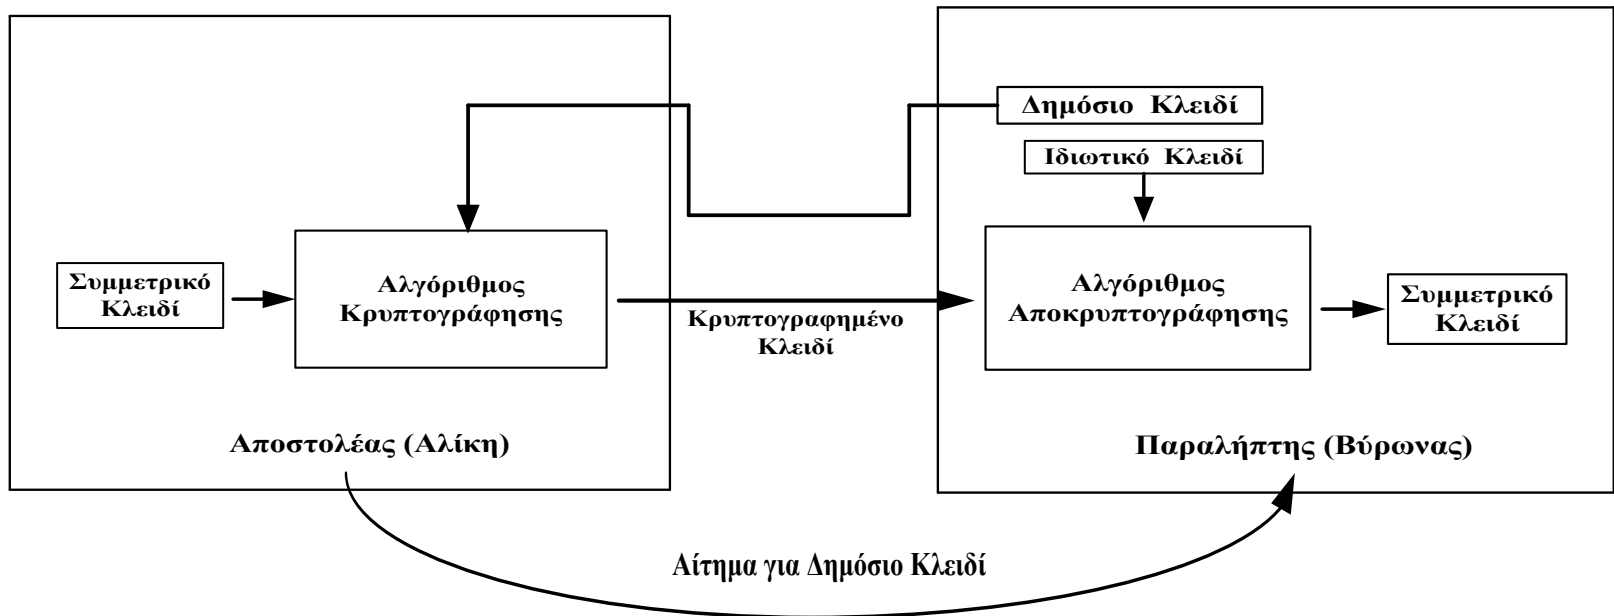 Δημόσιο Κλειδί
Ιδιωτικό Κλειδί
Συμμετρικό
Κλειδί
Αλγόριθμος
Κρυπτογράφησης
Κρυπτογραφημένο
Κλειδί
Αλγόριθμος
Αποκρυπτογράφησης
Συμμετρικό
Κλειδί
Αποστολέας (Αλίκη)
Παραλήπτης (Βύρωνας)
Αίτημα για Δημόσιο Κλειδί